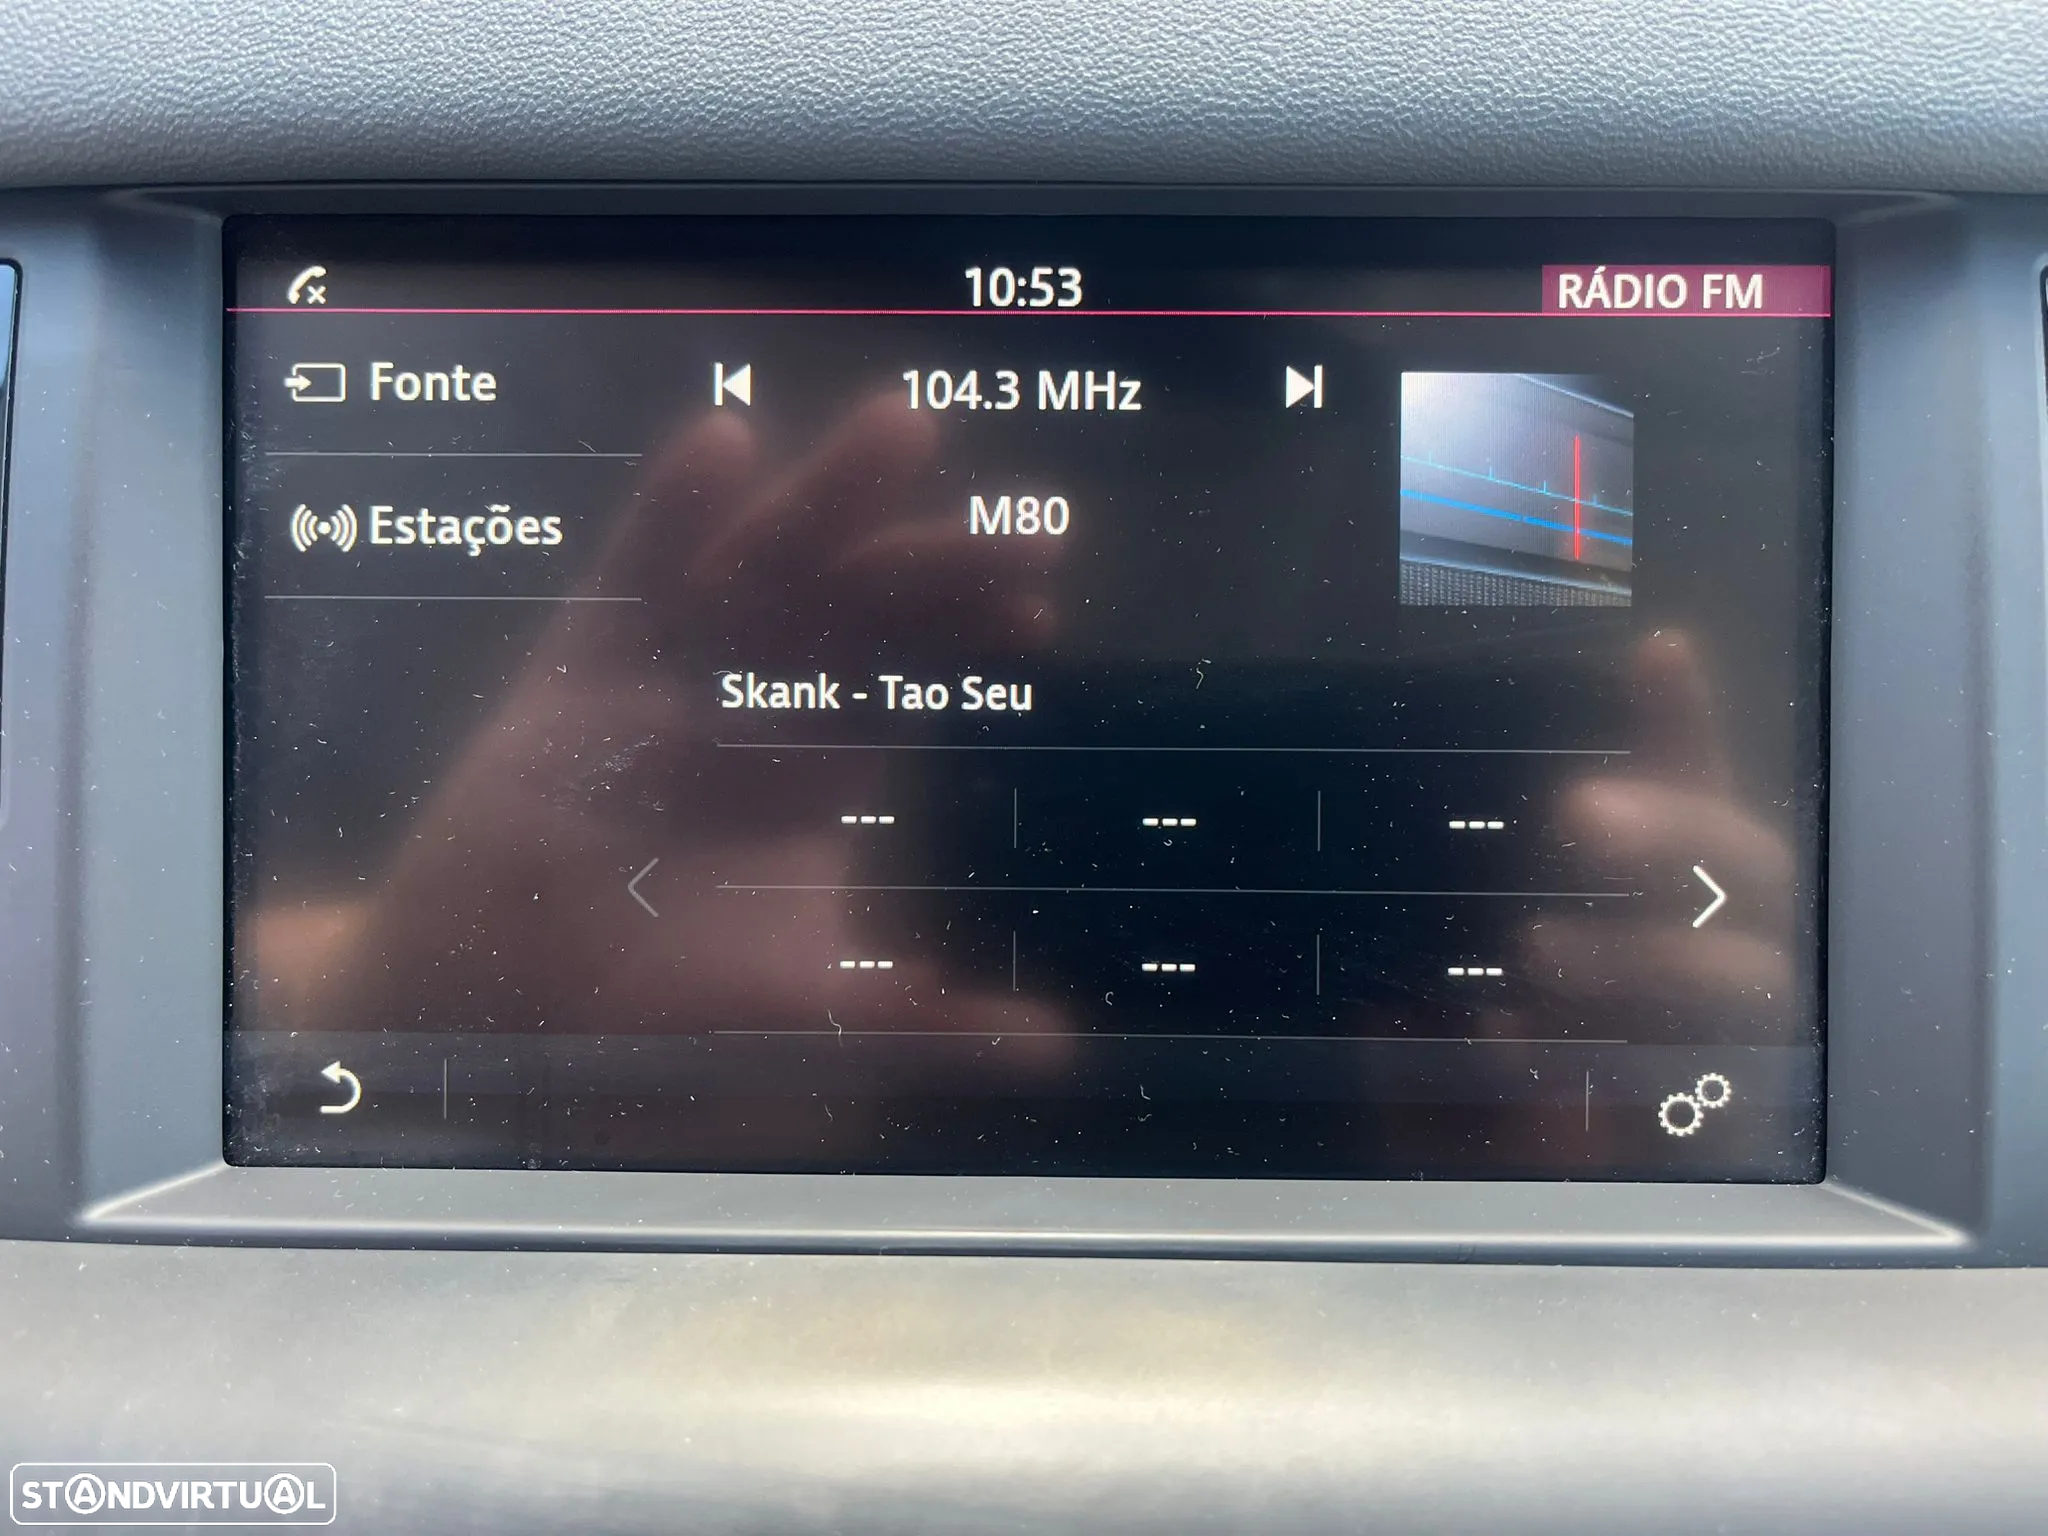 10:53
RÁDIO FM
Fonte
104.3 MHz
Estações
M80
Skank - Tao Seu
--- --- ---
--- --- ---
STANDVIRTUAL